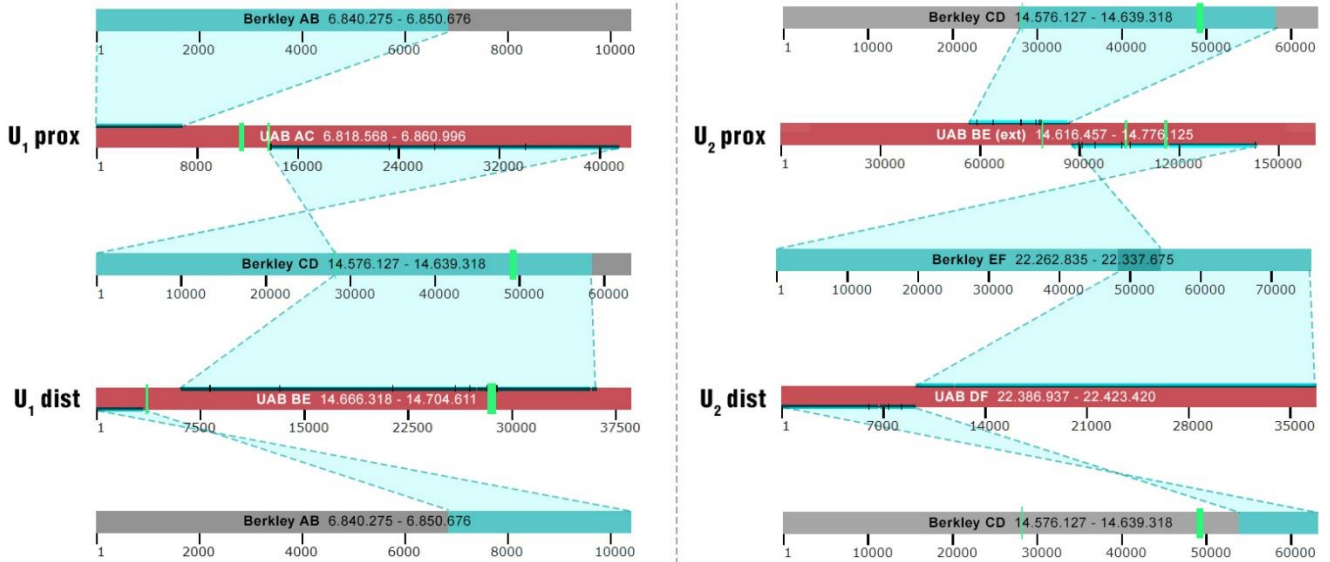 Berkley AB 6.840.275 - 6.850.676
1 2000 4000 6000 8000 10000
U1 prox
UAB AC 6.818.568 - 6.860.996
1 8000 16000 24000 32000 40000
Berkley CD 14.576.127 - 14.639.318
1 10000 20000 30000 40000 50000 60000
U1 dist
UAB BE 14.666.318 - 14.704.611
1 75000 15000 22500 30000 37500
Berkley AB 6.840.275 - 6.850.676
1 2000 4000 6000 8000 10000
Berkley CD 14.576.127 - 14.639.318
1 10000 20000 30000 40000 50000 60000
U2 prox
UAB BE (ext) 14.616.457 - 14.776.125
1 30000 60000 90000 120000 150000
Berkley EF 22.262.835 - 22.337.675
1 10000 20000 30000 40000 50000 60000 70000
U2 dist
UAB DF 22.386.937 - 22.423.420
1 7000 14000 21000 28000 35000
Berkley CD 14.576.127 - 14.639.318
1 10000 20000 30000 40000 50000 60000